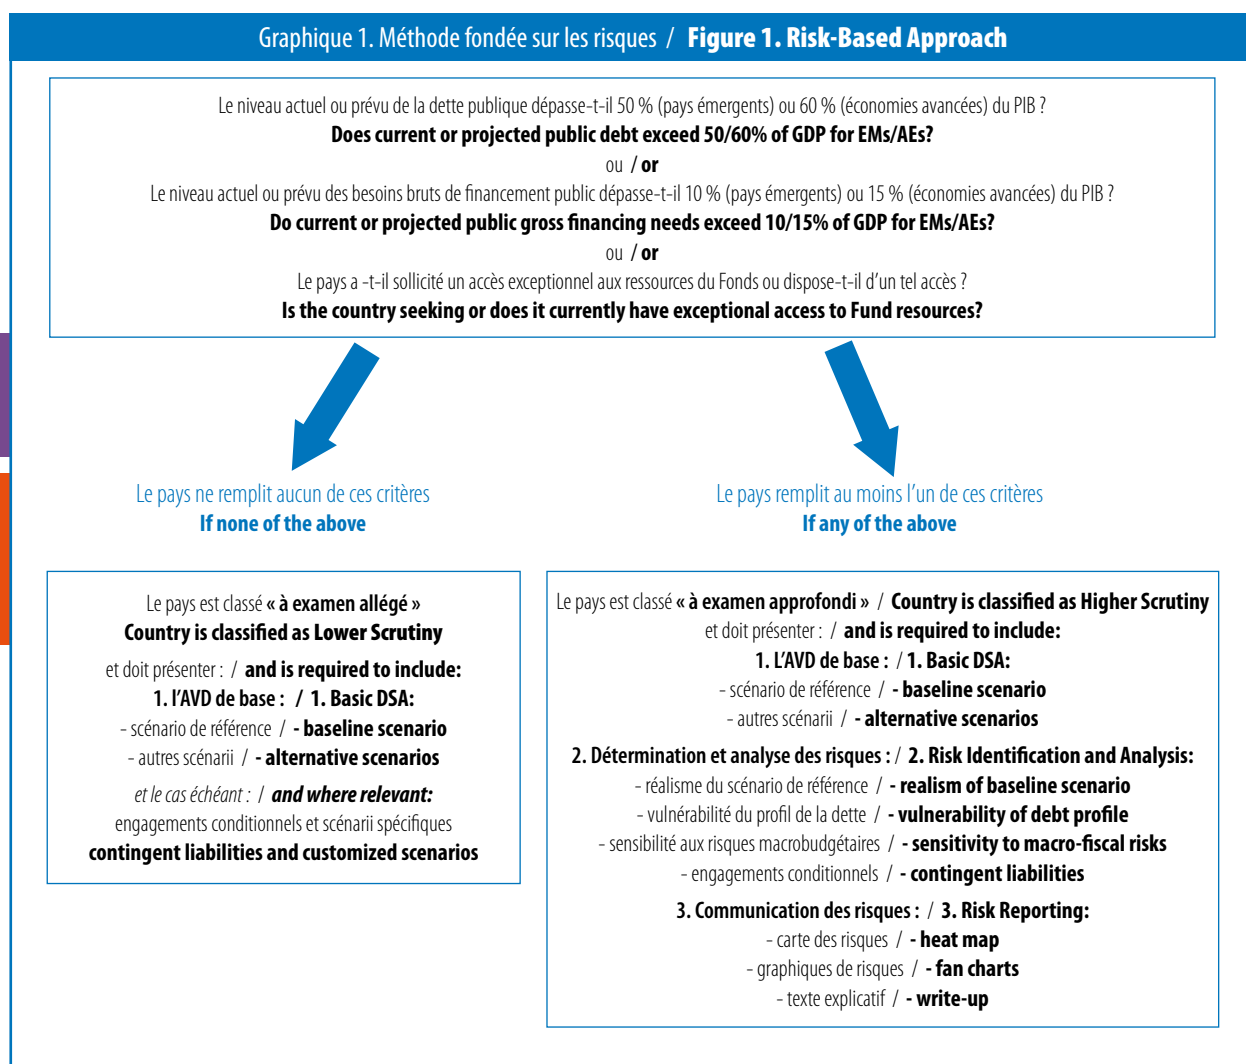 Graphique 1. Méthode fondée sur les risques / Figure 1. Risk-Based Approach
Le niveau actuel ou prévu de la dette publique dépasse-t-il 50 % (pays émergents) ou 60 % (économies avancées) du PIB ?
Does current or projected public debt exceed 50/60% of GDP for EMs/AEs?
ou / or
Le niveau actuel ou prévu des besoins bruts de financement public dépasse-t-il 10 % (pays émergents) ou 15 % (économies avancées) du PIB ?
Do current or projected public gross financing needs exceed 10/15% of GDP for EMs/AEs?
ou / or
Le pays a -t-il sollicité un accès exceptionnel aux ressources du Fonds ou dispose-t-il d'un tel accès ?
Is the country seeking or does it currently have exceptional access to Fund resources?
Le pays ne remplit aucun de ces critères
If none of the above
Le pays est classé « à examen allégé »
Country is classified as Lower Scrutiny
et doit présenter : / and is required to include:
1. l'AVD de base : / 1. Basic DSA:
- scénario de référence / - baseline scenario
- autres scénarii / - alternative scenarios
et le cas échéant : / and where relevant:
engagements conditionnels et scénarii spécifiques
contingent liabilities and customized scenarios
Le pays remplit au moins l'un de ces critères
If any of the above
Le pays est classé « à examen approfondi » / Country is classified as Higher Scrutiny
et doit présenter : / and is required to include:
1. L'AVD de base : / 1. Basic DSA:
- scénario de référence / - baseline scenario
- autres scénarii / - alternative scenarios
2. Détermination et analyse des risques : / 2. Risk Identification and Analysis:
- réalisme du scénario de référence / - realism of baseline scenario
- vulnérabilité du profil de la dette / - vulnerability of debt profile
- sensibilité aux risques macrobudgétaires / - sensitivity to macro-fiscal risks
- engagements conditionnels / - contingent liabilities
3. Communication des risques : / 3. Risk Reporting:
- carte des risques / - heat map
- graphiques de risques / - fan charts
- texte explicatif / - write-up